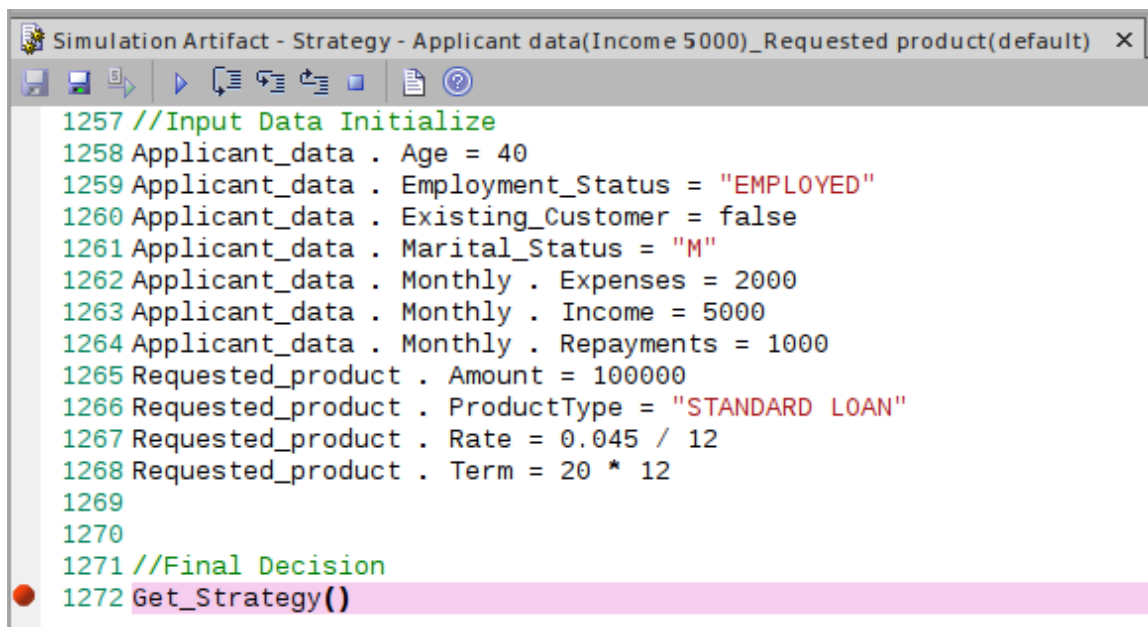 Simulation Artifact - Strategy - Applicant data(Income 5000)_Requested product(default) ×
1257 //Input Data Initialize
1258 Applicant_data . Age = 40
1259 Applicant_data . Employment_Status = "EMPLOYED"
1260 Applicant_data . Existing_Customer = false
1261 Applicant_data . Marital_Status = "M"
1262 Applicant_data . Monthly . Expenses = 2000
1263 Applicant_data . Monthly . Income = 5000
1264 Applicant_data . Monthly . Repayments = 1000
1265 Requested_product . Amount = 100000
1266 Requested_product . ProductType = "STANDARD LOAN"
1267 Requested_product . Rate = 0.045 / 12
1268 Requested_product . Term = 20 * 12
1269
1270
1271 //Final Decision
1272 Get_Strategy()